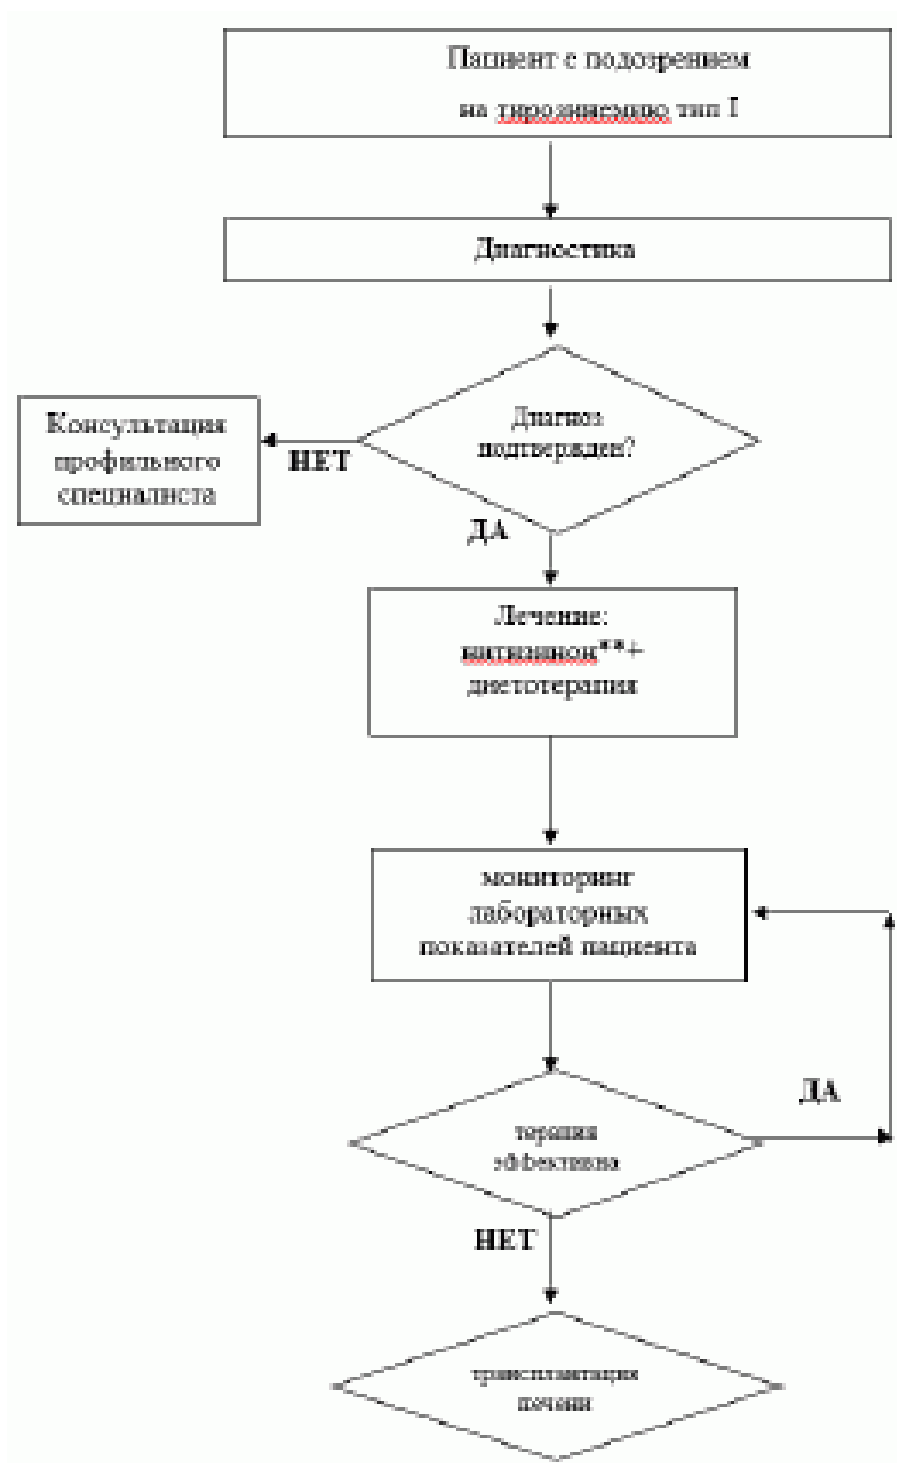 Пациент с подозрением
на тирозинемию тип I
Диагностика
Диагноз
подтвержден?
Консультация
профильного
специалиста
НЕТ
ДА
Лечение:
нитизинон**+
диетотерапия
мониторинг
лабораторных
показателей пациента
терапия
эффективна
ДА
НЕТ
трансплантация
печени